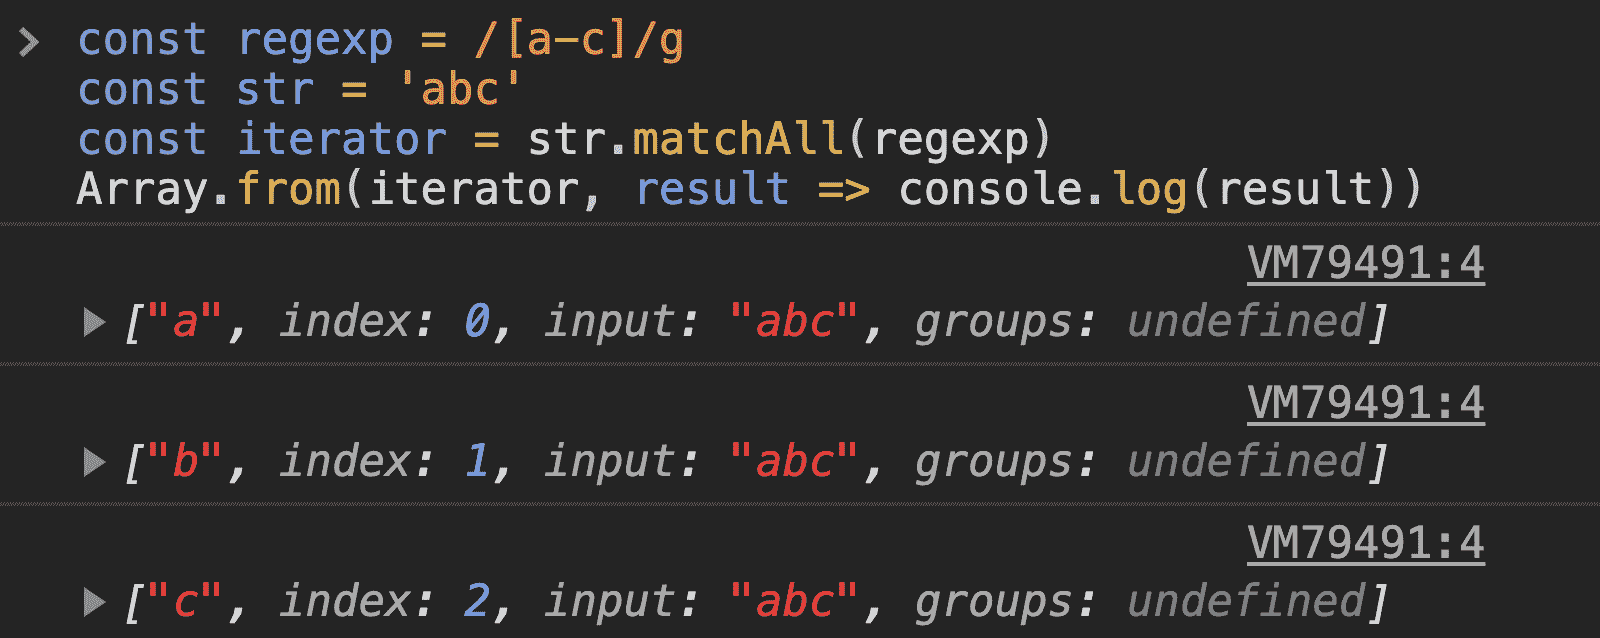 const regexp = /[a-c]/g
const str = 'abc'
const iterator = str.matchAll(regexp)
Array.from(iterator, result => console.log(result))
VM79491:4
["a", index: 0, input: "abc", groups: undefined]
VM79491:4
["b", index: 1, input: "abc", groups: undefined]
VM79491:4
["c", index: 2, input: "abc", groups: undefined]